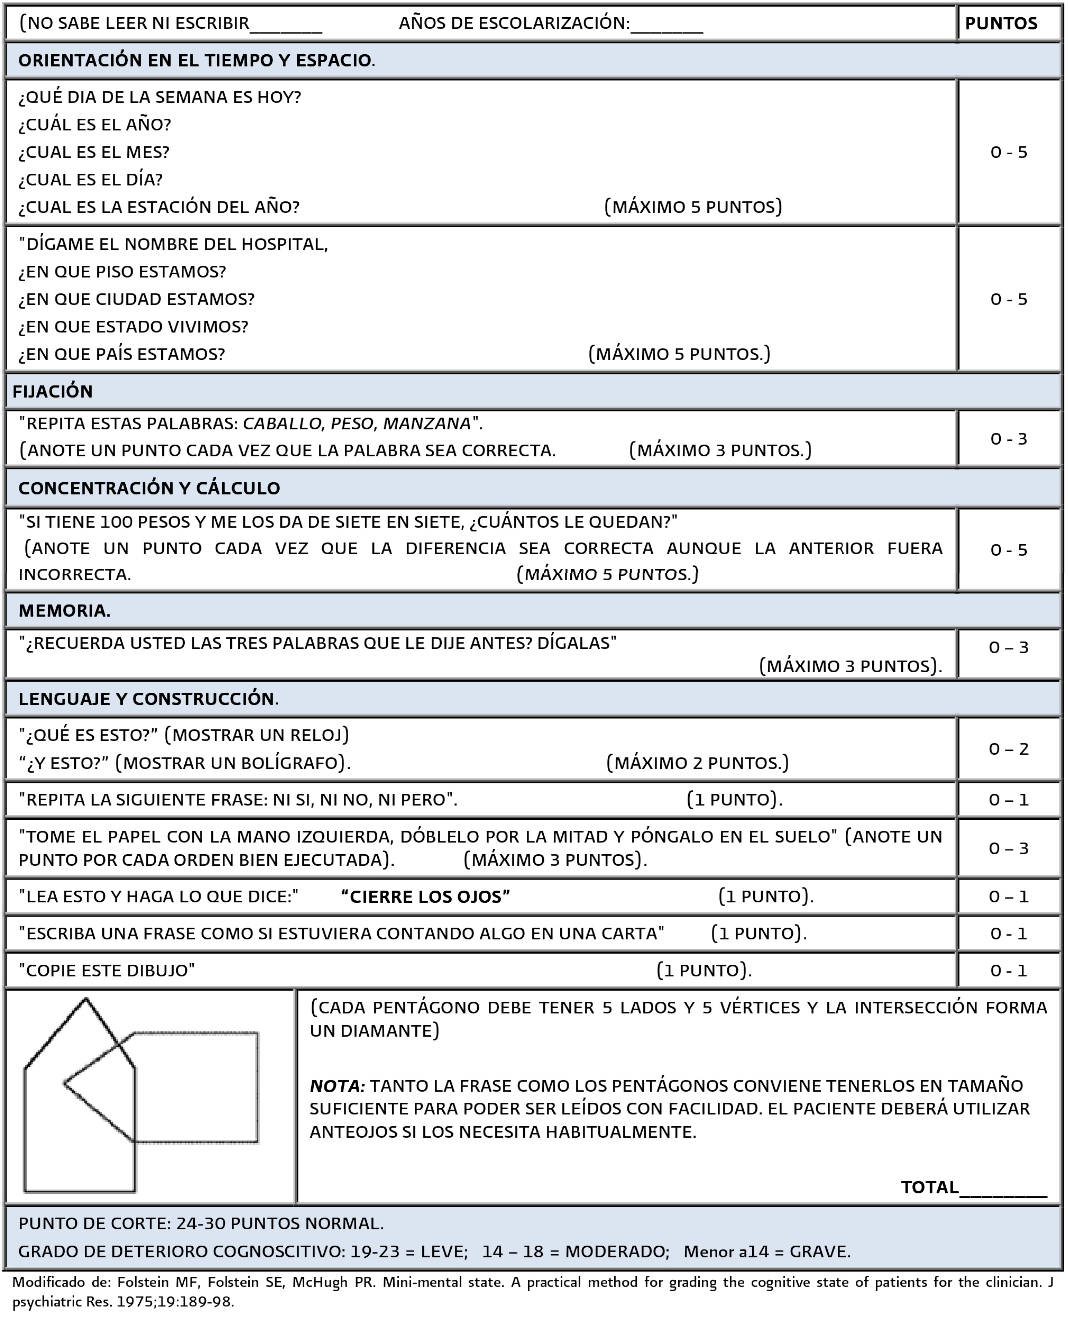 (NO SABE LEER NI ESCRIBIR_______ AÑOS DE ESCOLARIZACIÓN:_______ PUNTOS
ORIENTACIÓN EN EL TIEMPO Y ESPACIO.
¿QUÉ DIA DE LA SEMANA ES HOY?
¿CUÁL ES EL AÑO?
¿CUAL ES EL MES?
¿CUAL ES EL DÍA?
¿CUAL ES LA ESTACIÓN DEL AÑO? (MÁXIMO 5 PUNTOS)
0 - 5
"DÍGAME EL NOMBRE DEL HOSPITAL,
¿EN QUE PISO ESTAMOS?
¿EN QUE CIUDAD ESTAMOS?
¿EN QUE ESTADO VIVIMOS?
¿EN QUE PAÍS ESTAMOS? (MÁXIMO 5 PUNTOS.)
0 - 5
FIJACIÓN
"REPITA ESTAS PALABRAS: CABALLO, PESO, MANZANA".
(ANOTE UN PUNTO CADA VEZ QUE LA PALABRA SEA CORRECTA. (MÁXIMO 3 PUNTOS.)
0 - 3
CONCENTRACIÓN Y CÁLCULO
"SI TIENE 100 PESOS Y ME LOS DA DE SIETE EN SIETE, ¿CUÁNTOS LE QUEDAN?"
(ANOTE UN PUNTO CADA VEZ QUE LA DIFERENCIA SEA CORRECTA AUNQUE LA ANTERIOR FUERA
INCORRECTA. (MÁXIMO 5 PUNTOS.)
0 - 5
MEMORIA.
"¿RECUERDA USTED LAS TRES PALABRAS QUE LE DIJE ANTES? DÍGALAS"
(MÁXIMO 3 PUNTOS).
0 – 3
LENGUAJE Y CONSTRUCCIÓN.
"¿QUÉ ES ESTO?” (MOSTRAR UN RELOJ)
“¿Y ESTO?” (MOSTRAR UN BOLÍGRAFO). (MÁXIMO 2 PUNTOS.)
0 – 2
"REPITA LA SIGUIENTE FRASE: NI SI, NI NO, NI PERO". (1 PUNTO). 0 – 1
"TOME EL PAPEL CON LA MANO IZQUIERDA, DÓBLELO POR LA MITAD Y PÓNGALO EN EL SUELO" (ANOTE UN
PUNTO POR CADA ORDEN BIEN EJECUTADA). (MÁXIMO 3 PUNTOS).
0 – 3
"LEA ESTO Y HAGA LO QUE DICE:" “CIERRE LOS OJOS” (1 PUNTO). 0 – 1
"ESCRIBA UNA FRASE COMO SI ESTUVIERA CONTANDO ALGO EN UNA CARTA" (1 PUNTO). 0 - 1
"COPIE ESTE DIBUJO" (1 PUNTO). 0 - 1
(CADA PENTÁGONO DEBE TENER 5 LADOS Y 5 VÉRTICES Y LA INTERSECCIÓN FORMA
UN DIAMANTE)
NOTA: TANTO LA FRASE COMO LOS PENTÁGONOS CONVIENE TENERLOS EN TAMAÑO
SUFICIENTE PARA PODER SER LEÍDOS CON FACILIDAD. EL PACIENTE DEBERÁ UTILIZAR
ANTEOJOS SI LOS NECESITA HABITUALMENTE.
TOTAL________
PUNTO DE CORTE: 24-30 PUNTOS NORMAL.
GRADO DE DETERIORO COGNOSCITIVO: 19-23 = LEVE; 14 – 18 = MODERADO; Menor a14 = GRAVE.
Modificado de: Folstein MF, Folstein SE, McHugh PR. Mini-mental state. A practical method for grading the cognitive state of patients for the clinician. J
psychiatric Res. 1975;19:189-98.